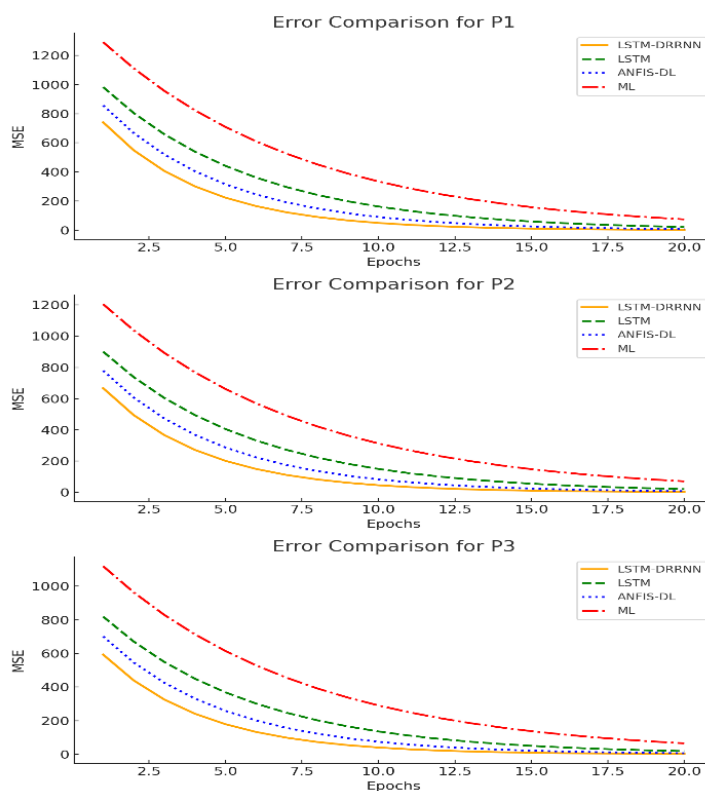 Error Comparison for P1
LSTM-DRRNN
LSTM
ANFIS-DL
ML
1200
1000
800
600
400
200
0
MSE
2.5 5.0 7.5 10.0 12.5 15.0 17.5 20.0
Epochs
Error Comparison for P2
LSTM-DRRNN
LSTM
ANFIS-DL
ML
1200
1000
800
600
400
200
0
MSE
2.5 5.0 7.5 10.0 12.5 15.0 17.5 20.0
Epochs
Error Comparison for P3
LSTM-DRRNN
LSTM
ANFIS-DL
ML
1000
800
600
400
200
0
MSE
2.5 5.0 7.5 10.0 12.5 15.0 17.5 20.0
Epochs